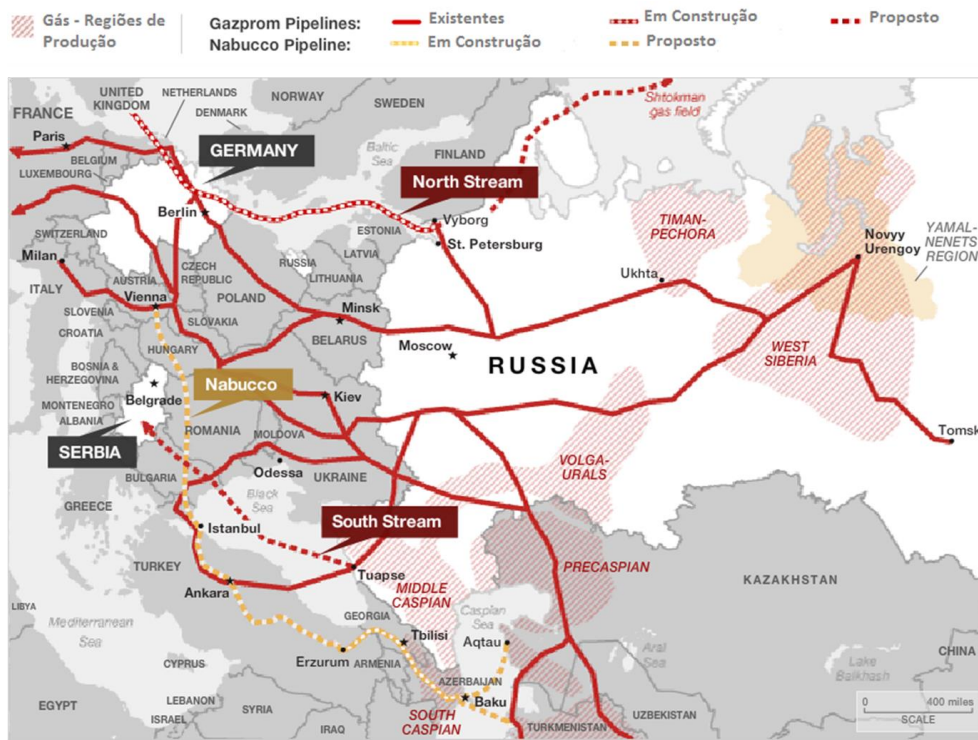 Gás - Regiões de
Produção
Gazprom Pipelines:
Existentes
Em Construção
Proposto
Nabucco Pipeline:
Em Construção
Proposto
UNITED
KINGDOM
NETHERLANDS
DENMARK
NORWAY
SWEDEN
FINLAND
Shtokman
gas field
FRANCE
Paris
BELGIUM
LUXEMBOURG
GERMANY
Baltic
Sea
North Stream
Berlin
Vyborg
St. Petersburg
ESTONIA
LATVIA
RUSSIA
LITHUANIA
TIMAN-
PECHORA
Ukhta
Novyy
Urengoy
YAMAL-
NENETS
REGION
SWITZERLAND
Milan
ITALY
AUSTRIA
Vienna
CZECH
REPUBLIC
POLAND
SLOVENIA
SLOVAKIA
CROATIA
HUNGARY
Minsk
BELARUS
Moscow
RUSSIA
WEST
SIBERIA
BOSNIA &
HERZEGOVINA
Belgrade
Nabucco
Kiev
MONTENEGRO
ALBANIA
SERBIA
ROMANIA
MOLDOVA
Odessa
UKRAINE
VOLGA-
URALS
Tomsk
BULGARIA
GREECE
Black
Sea
Istanbul
South Stream
TURKEY
Ankara
Tuapse
MIDDLE
CASPIAN
PRECASPIAN
KAZAKHSTAN
LIBYA
Mediterranean
Sea
GEORGIA
Tbilisi
Caspian
Sea
Aqtau
Aral
Sea
Erzurum
ARMENIA
AZERBAIJAN
Baku
CYPRUS
LEBANON
ISRAEL
SYRIA
IRAQ
EGYPT
IRAN
SOUTH
CASPIAN
TURKMENISTAN
UZBEKISTAN
Lake
Balkhash
CHINA
0
400 miles
SCALE